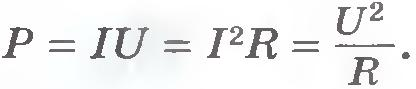 P = IU = I²R = U²/R.